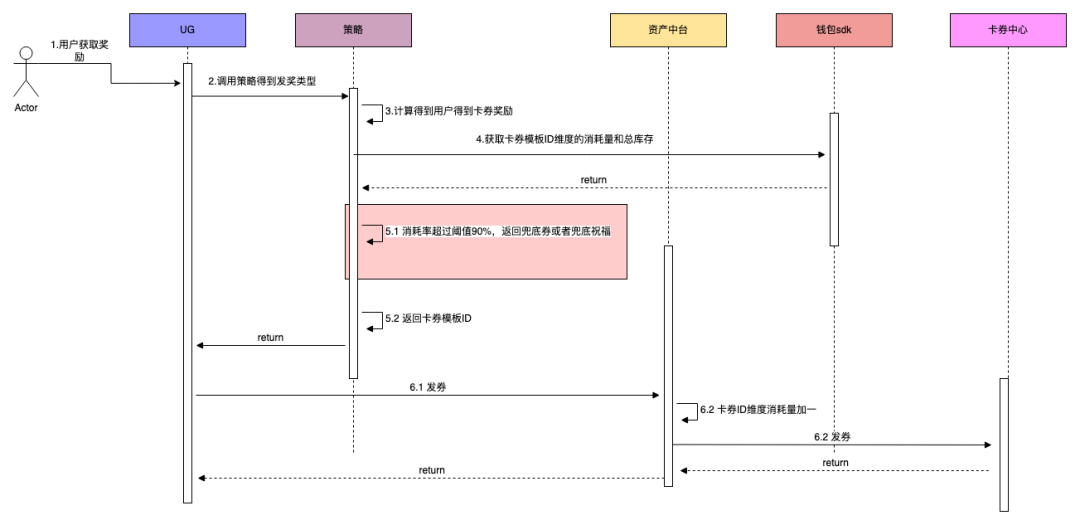 UG
策略
资产中台
钱包sdk
卡券中心
1.用户获取奖
励
Actor
2.调用策略得到发奖类型
3.计算得到用户得到卡券奖励
4.获取卡券模板ID维度的消耗量和总库存
return
5.1 消耗率超过阈值90%，返回兜底券或者兜底祝福
5.2 返回卡券模板ID
return
6.1 发券
6.2 卡券ID维度消耗量加一
6.2 发券
return
return